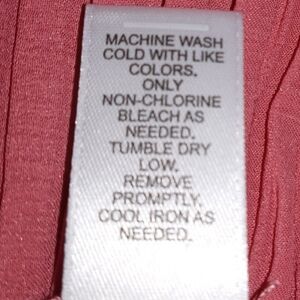 MACHINE WASH
COLD WITH LIKE
COLORS.
ONLY
NON-CHLORINE
BLEACH AS
NEEDED.
TUMBLE DRY
LOW.
REMOVE
PROMPTLY.
COOL IRON AS
NEEDED.